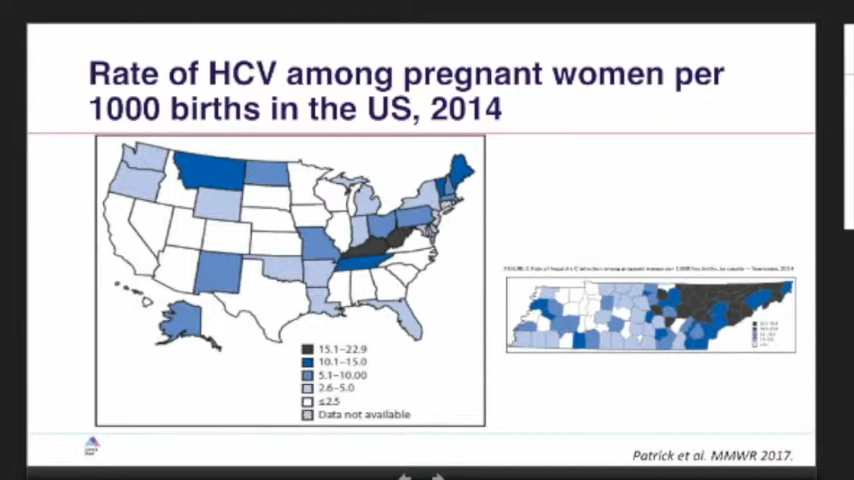 Rate of HCV among pregnant women per
1000 births in the US, 2014
15.1–22.9
10.1–15.0
5.1–10.00
2.6–5.0
≤2.5
Data not available
Patrick et al. MMWR 2017.